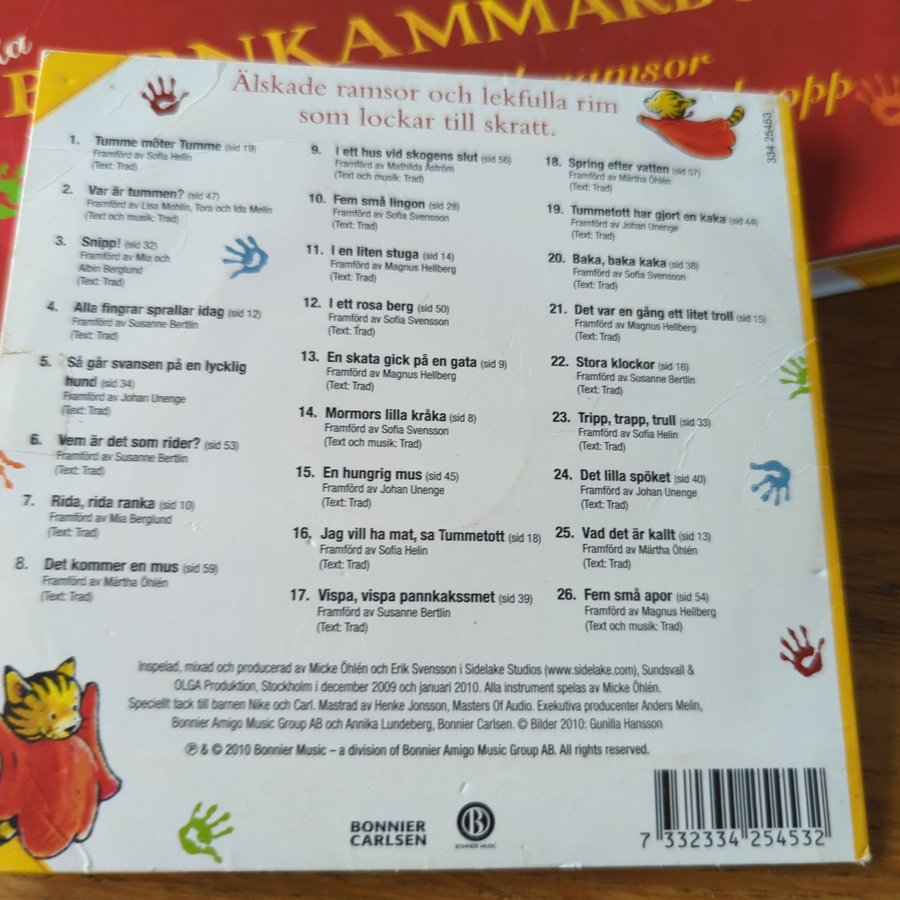 Älskade ramsor och lekfulla rim
som lockar till skratt.
334 25453
1. Tumme möter Tumme (sid 19)
Framförd av Sofia Helin
(Text: Trad)
2. Var är tummen? (sid 47)
Framförd av Lisa Mohlin, Tora och Ida Melin
(Text och musik: Trad)
3. Snipp! (sid 32)
Framförd av Mia och
Albin Berglund
(Text: Trad)
4. Alla fingrar sprallar idag (sid 12)
Framförd av Susanne Bertlin
(Text: Trad)
5. Så går svansen på en lycklig
hund (sid 34)
Framförd av Johan Unenge
(Text: Trad)
6. Vem är det som rider? (sid 53)
Framförd av Susanne Bertlin
(Text: Trad)
7. Rida, rida ranka (sid 10)
Framförd av Mia Berglund
(Text: Trad)
8. Det kommer en mus (sid 59)
Framförd av Märtha Öhlén
(Text: Trad)
9. I ett hus vid skogens slut (sid 56)
Framförd av Mathilda Åström
(Text och musik: Trad)
10. Fem små lingon (sid 28)
Framförd av Sofia Svensson
(Text: Trad)
11. I en liten stuga (sid 14)
Framförd av Magnus Hellberg
(Text: Trad)
12. I ett rosa berg (sid 50)
Framförd av Sofia Svensson
(Text: Trad)
13. En skata gick på en gata (sid 9)
Framförd av Magnus Hellberg
(Text: Trad)
14. Mormors lilla kråka (sid 8)
Framförd av Sofia Svensson
(Text och musik: Trad)
15. En hungrig mus (sid 45)
Framförd av Johan Unenge
(Text: Trad)
16. Jag vill ha mat, sa Tummetott (sid 18)
Framförd av Sofia Helin
(Text: Trad)
17. Vispa, vispa pannkakssmet (sid 39)
Framförd av Susanne Bertlin
(Text: Trad)
18. Spring efter vatten (sid 57)
Framförd av Märtha Öhlén
(Text: Trad)
19. Tummetott har gjort en kaka (sid 44)
Framförd av Johan Unenge
(Text: Trad)
20. Baka, baka kaka (sid 38)
Framförd av Sofia Svensson
(Text: Trad)
21. Det var en gång ett litet troll (sid 15)
Framförd av Magnus Hellberg
(Text: Trad)
22. Stora klockor (sid 16)
Framförd av Susanne Bertlin
(Text: Trad)
23. Tripp, trapp, trull (sid 33)
Framförd av Sofia Helin
(Text: Trad)
24. Det lilla spöket (sid 40)
Framförd av Johan Unenge
(Text: Trad)
25. Vad det är kallt (sid 13)
Framförd av Märtha Öhlén
(Text: Trad)
26. Fem små apor (sid 54)
Framförd av Magnus Hellberg
(Text och musik: Trad)
Inspelad, mixad och producerad av Micke Öhlén och Erik Svensson i Sidelake Studios (www.sidelake.com), Sundsvall &
OLGA Produktion, Stockholm i december 2009 och januari 2010. Alla instrument spelas av Micke Öhlén.
Speciellt tack till barnen Nike och Carl. Mastrad av Henke Jonsson, Masters Of Audio. Exekutiva producenter Anders Melin,
Bonnier Amigo Music Group AB och Annika Lundeberg, Bonnier Carlsen. © Bilder 2010: Gunilla Hansson
℗ & © 2010 Bonnier Music – a division of Bonnier Amigo Music Group AB. All rights reserved.
BONNIER
CARLSEN
B
BONNIER MUSIC
7 332334 254532